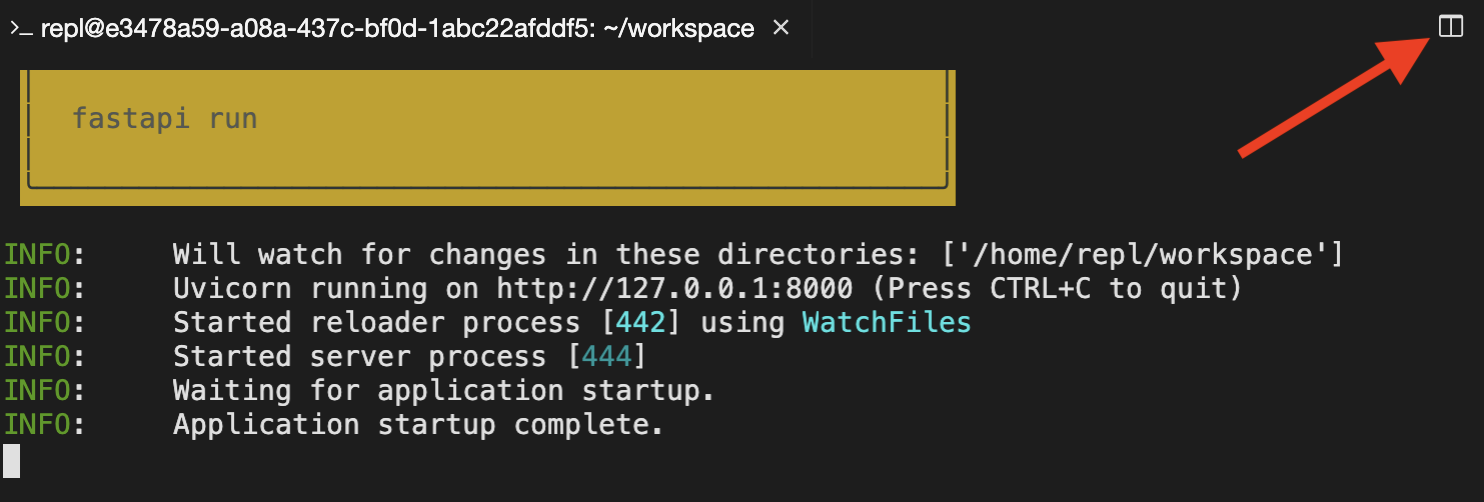 >_ repl@e3478a59-a08a-437c-bf0d-1abc22afddf5: ~/workspace ×
fastapi run
INFO: Will watch for changes in these directories: ['/home/repl/workspace']
INFO: Uvicorn running on http://127.0.0.1:8000 (Press CTRL+C to quit)
INFO: Started reloader process [442] using WatchFiles
INFO: Started server process [444]
INFO: Waiting for application startup.
INFO: Application startup complete.